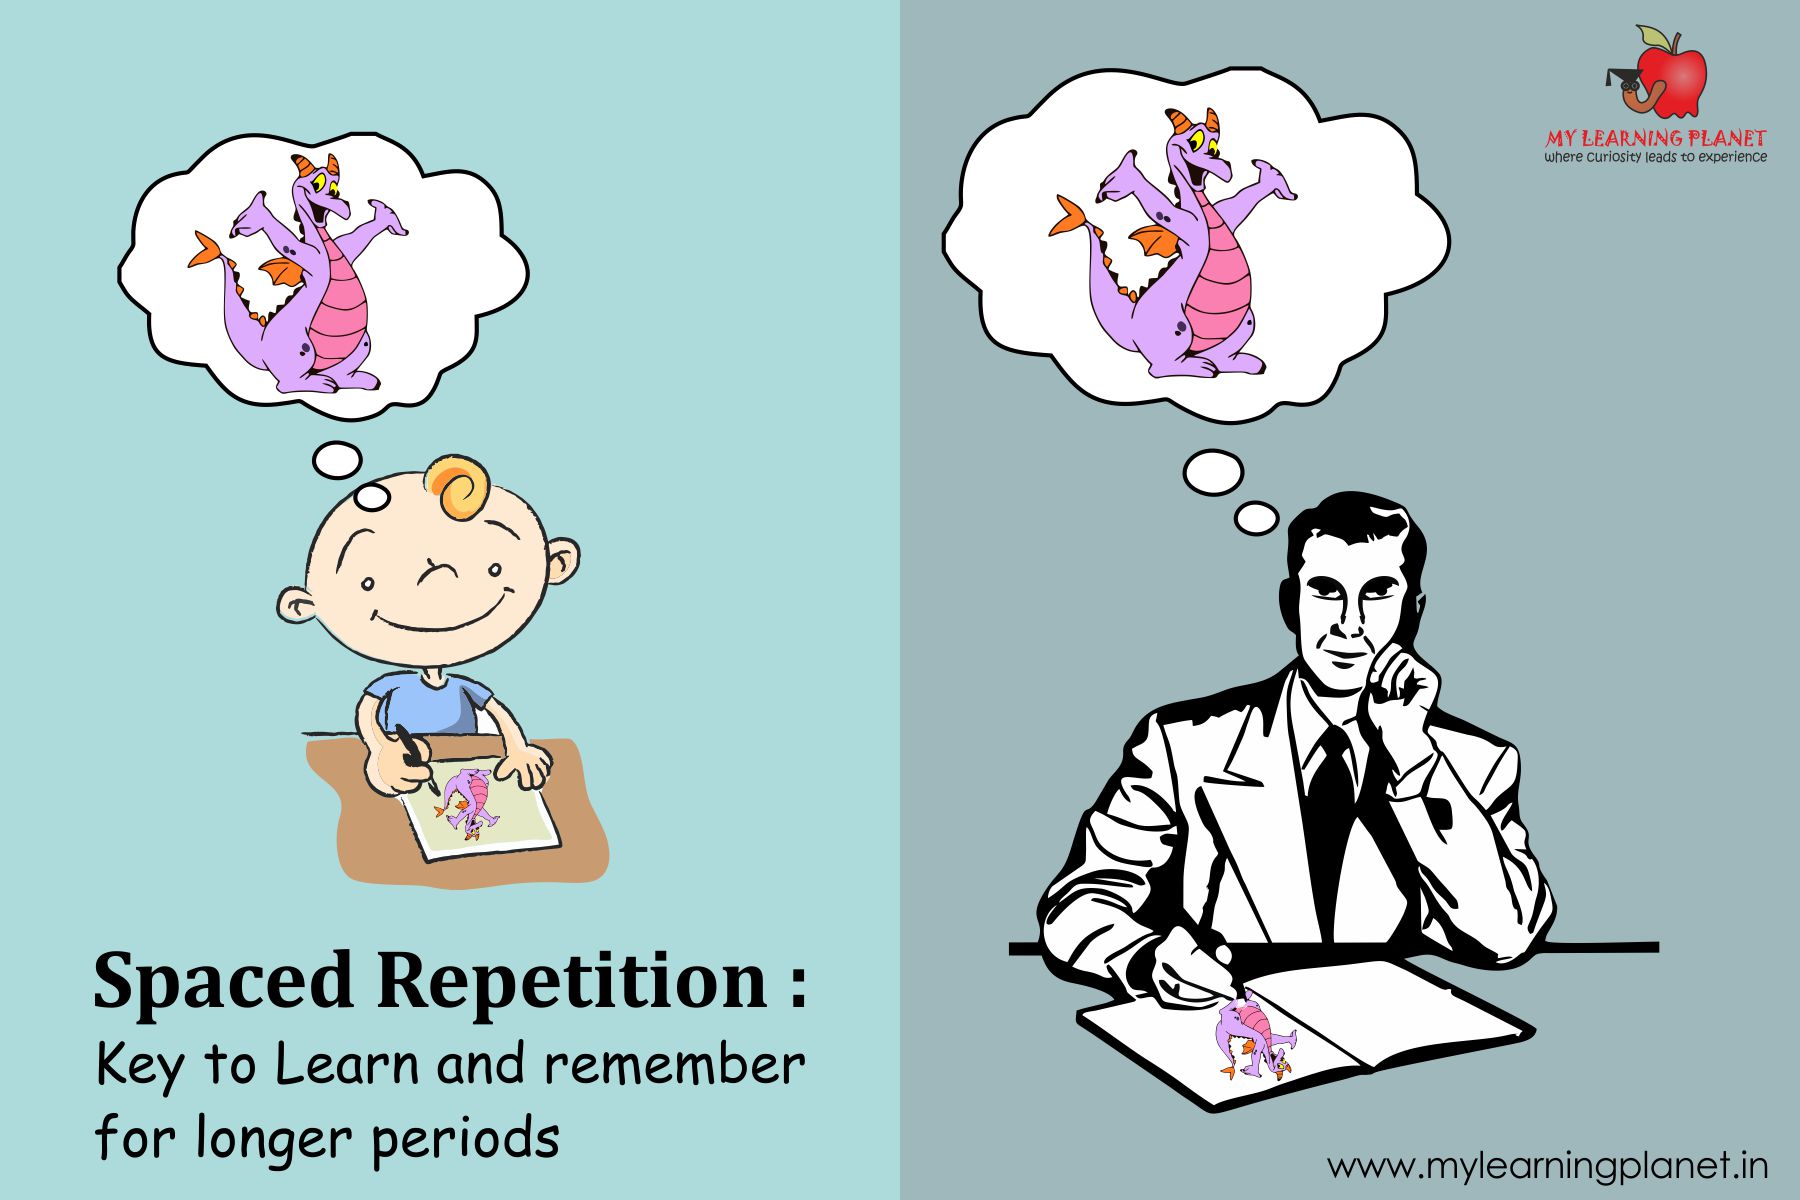 MY LEARNING PLANET
where curiosity leads to experience
Spaced Repetition :
Key to Learn and remember
for longer periods
www.mylearningplanet.in